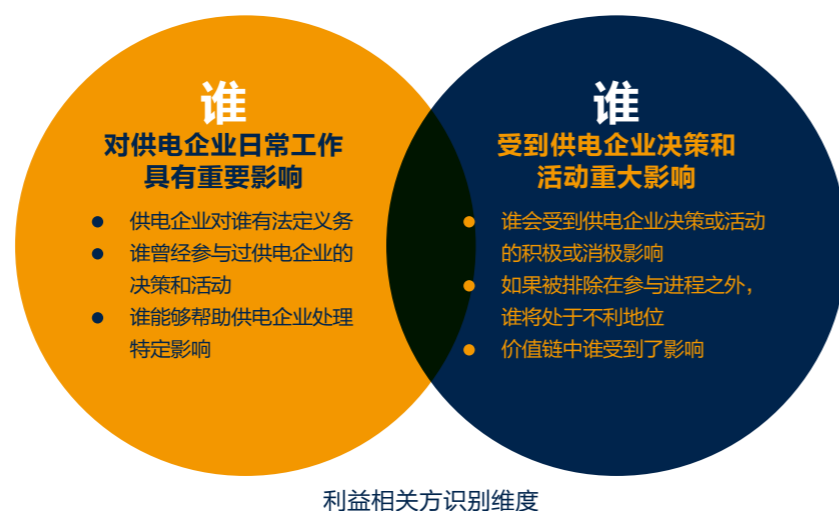 谁
对供电企业日常工作
具有重要影响
● 供电企业对谁有法定义务
● 谁曾经参与过供电企业的
决策和活动
● 谁能够帮助供电企业处理
特定影响
谁
受到供电企业决策和
活动重大影响
● 谁会受到供电企业决策或活动
的积极或消极影响
● 如果被排除在参与进程之外，
谁将处于不利地位
● 价值链中谁受到了影响
利益相关方识别维度